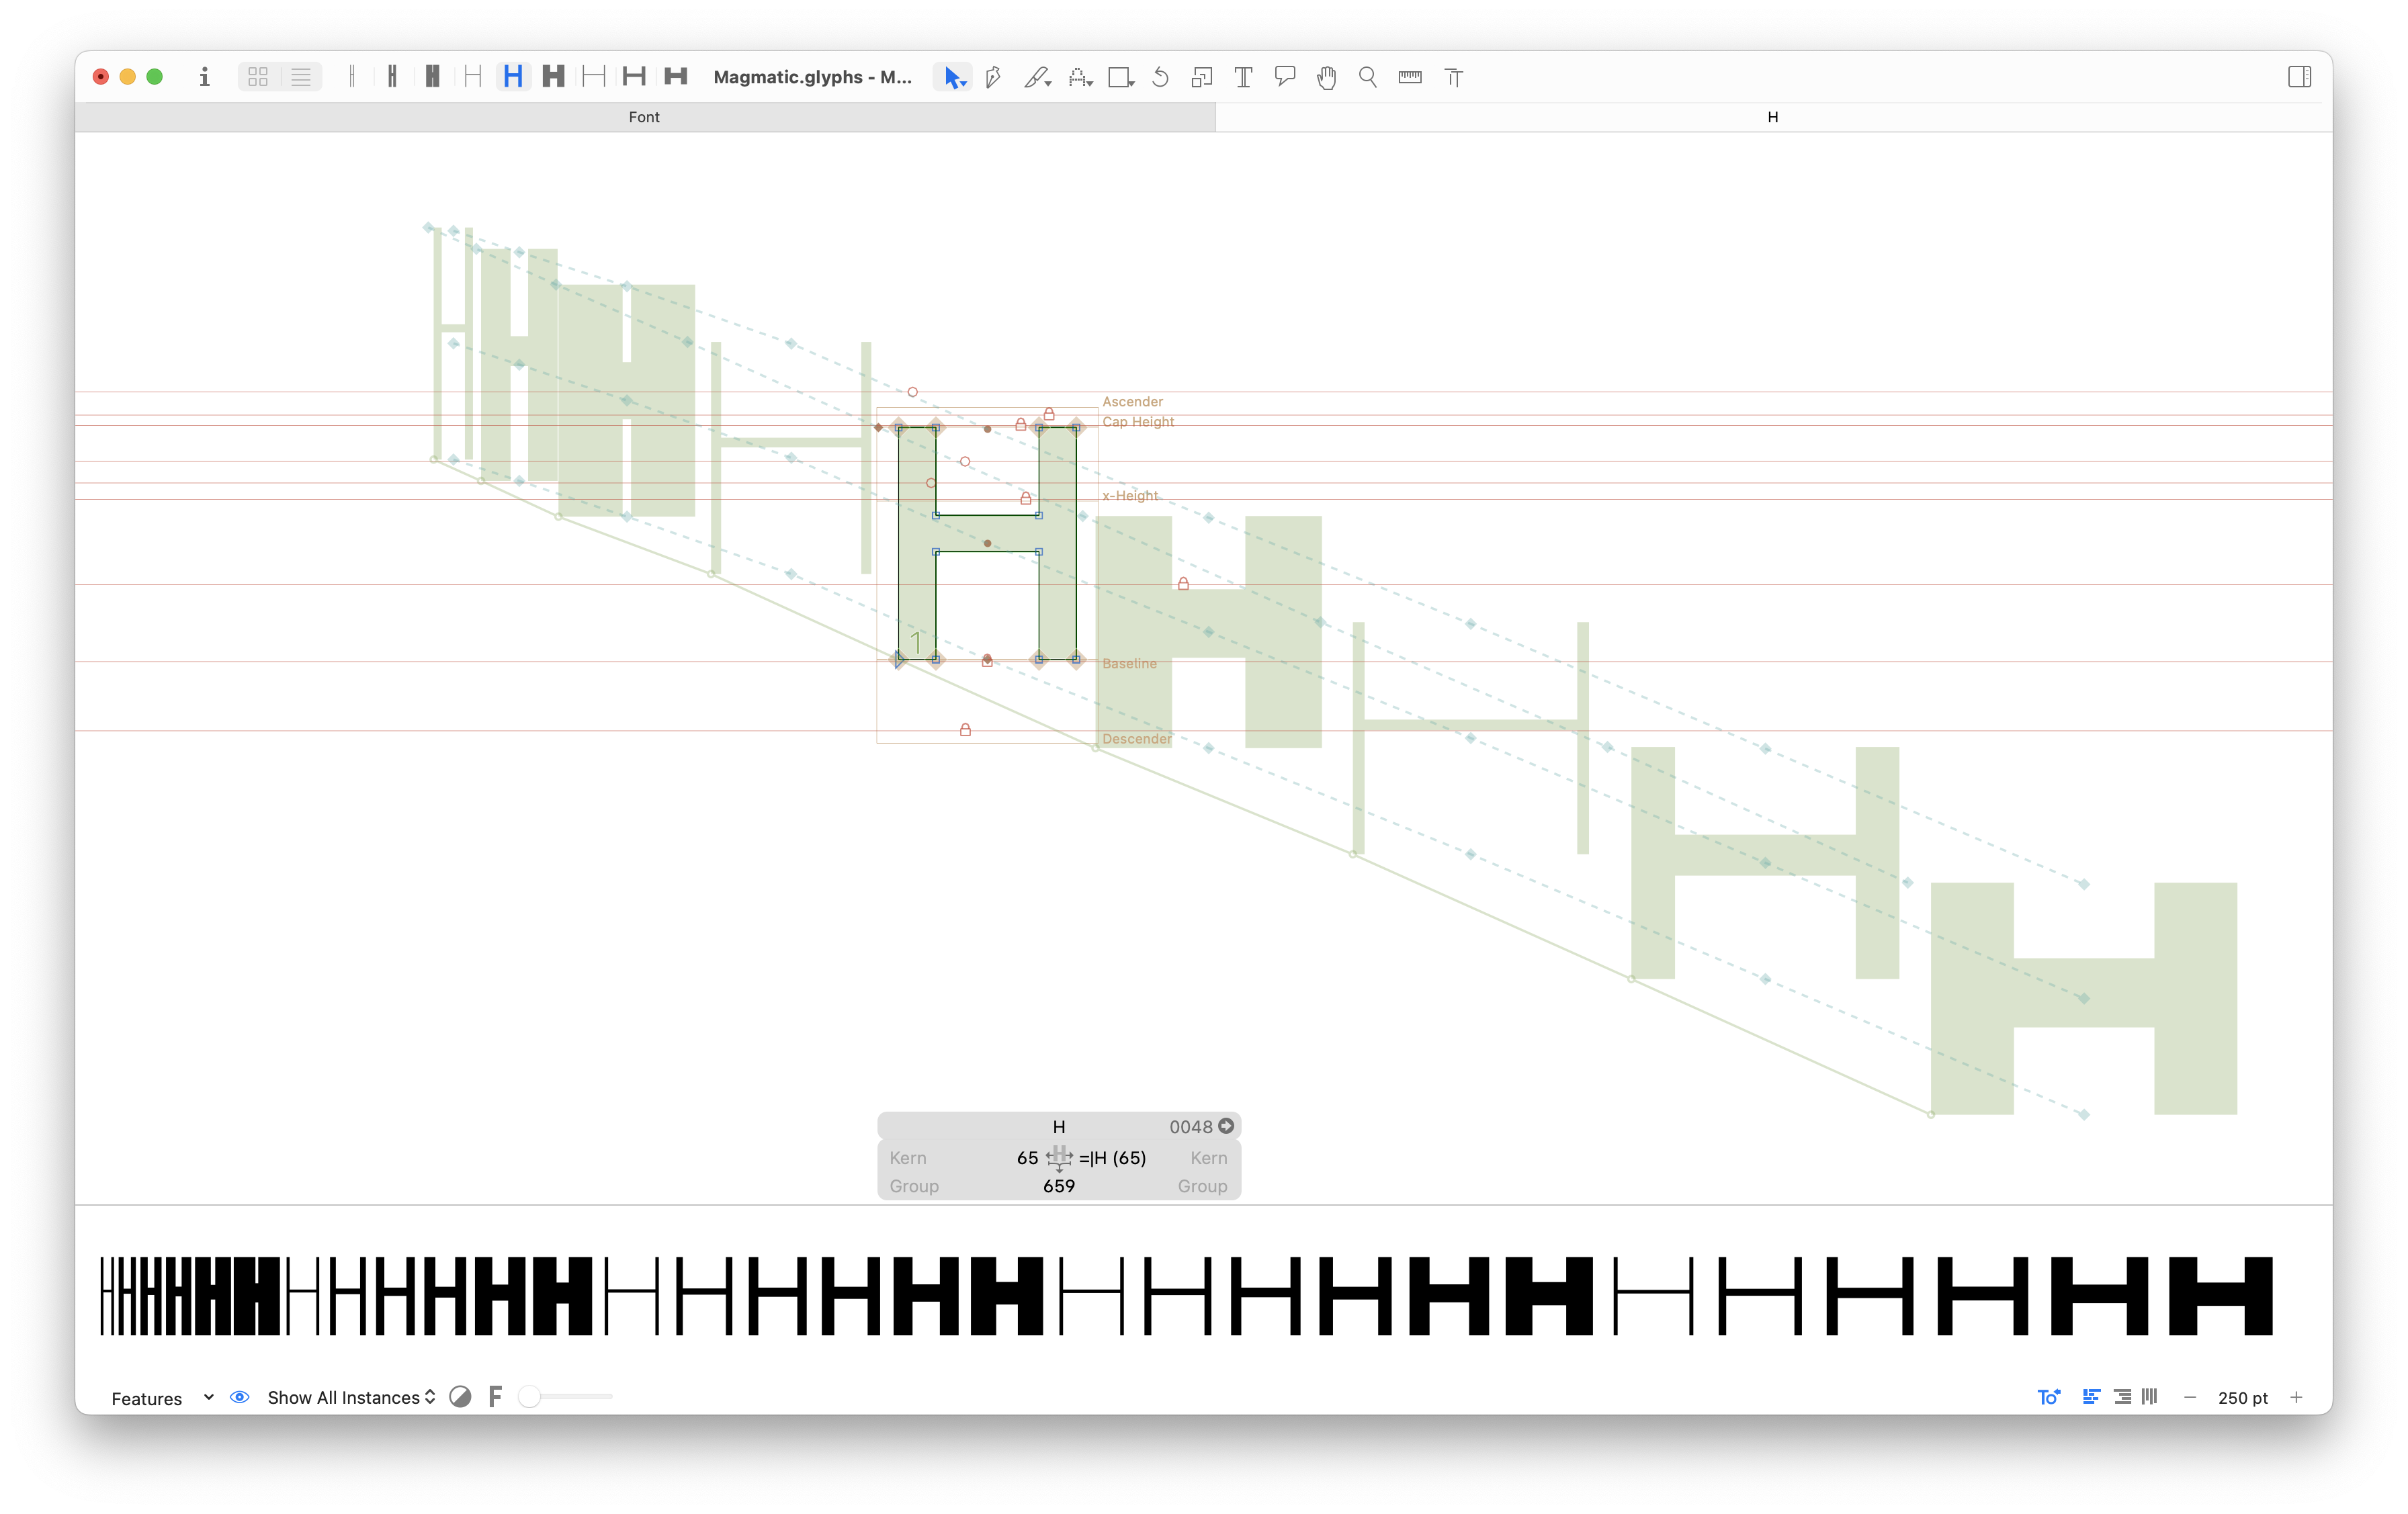 Magmatic.glyphs - M...
Font
H
Ascender
Cap Height
x-Height
1
Baseline
Descender
H 0048
Kern 65 =|H (65) Kern
Group 659 Group
H H H H H H H H H H H H H H H H H H H H H H H H H H H H H H
Features Show All Instances F 250 pt